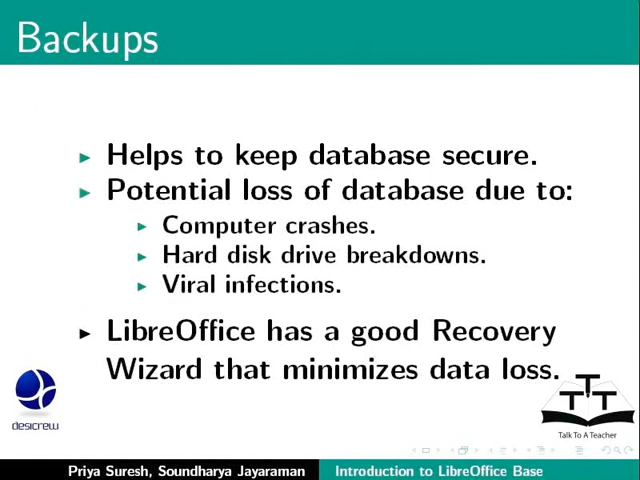 Backups
Helps to keep database secure.
Potential loss of database due to:
Computer crashes.
Hard disk drive breakdowns.
Viral infections.
LibreOffice has a good Recovery
Wizard that minimizes data loss.
desicrew
TTT
Talk To A Teacher
Priya Suresh, Soundharya Jayaraman
Introduction to LibreOffice Base